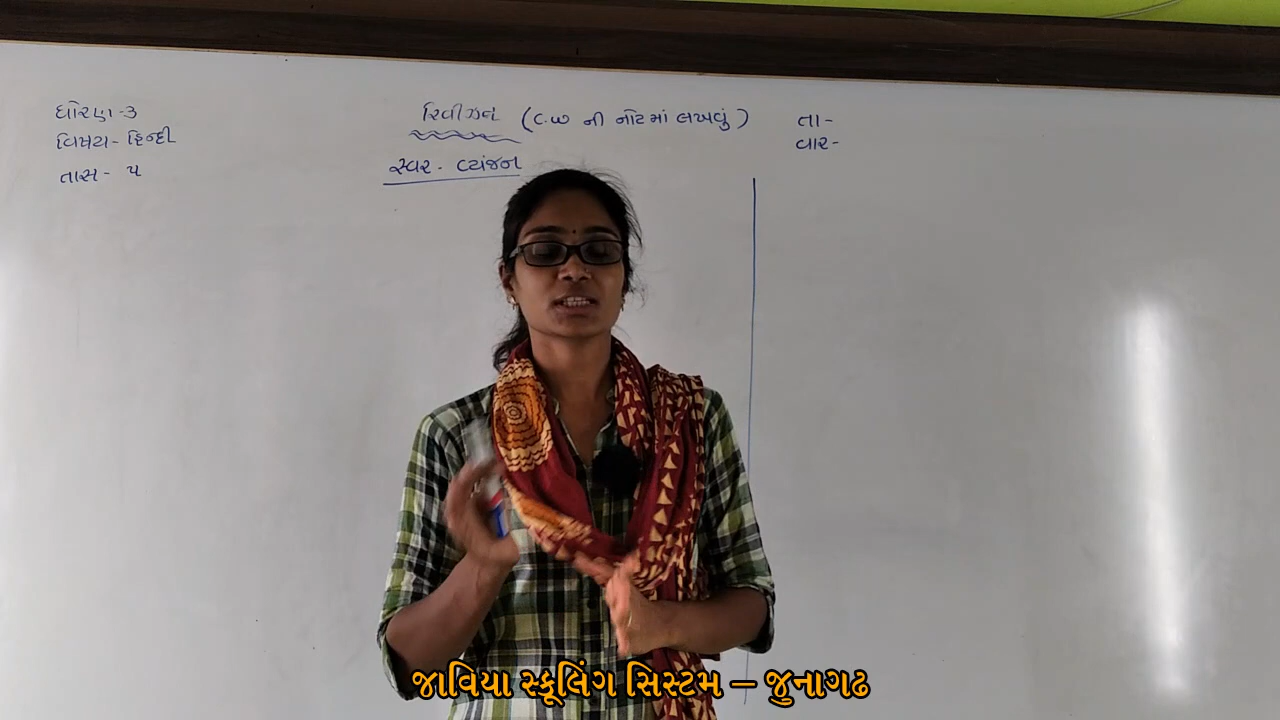 ધોરણ-૩
વિષય- હિન્દી
તાસ- ૫
રિવીઝન (C.W ની નોટમાં લખવું)
સ્વર - વ્યંજન
તા-
વાર-
જાવિયા સ્કૂલિંગ સિસ્ટમ – જુનાગઢ